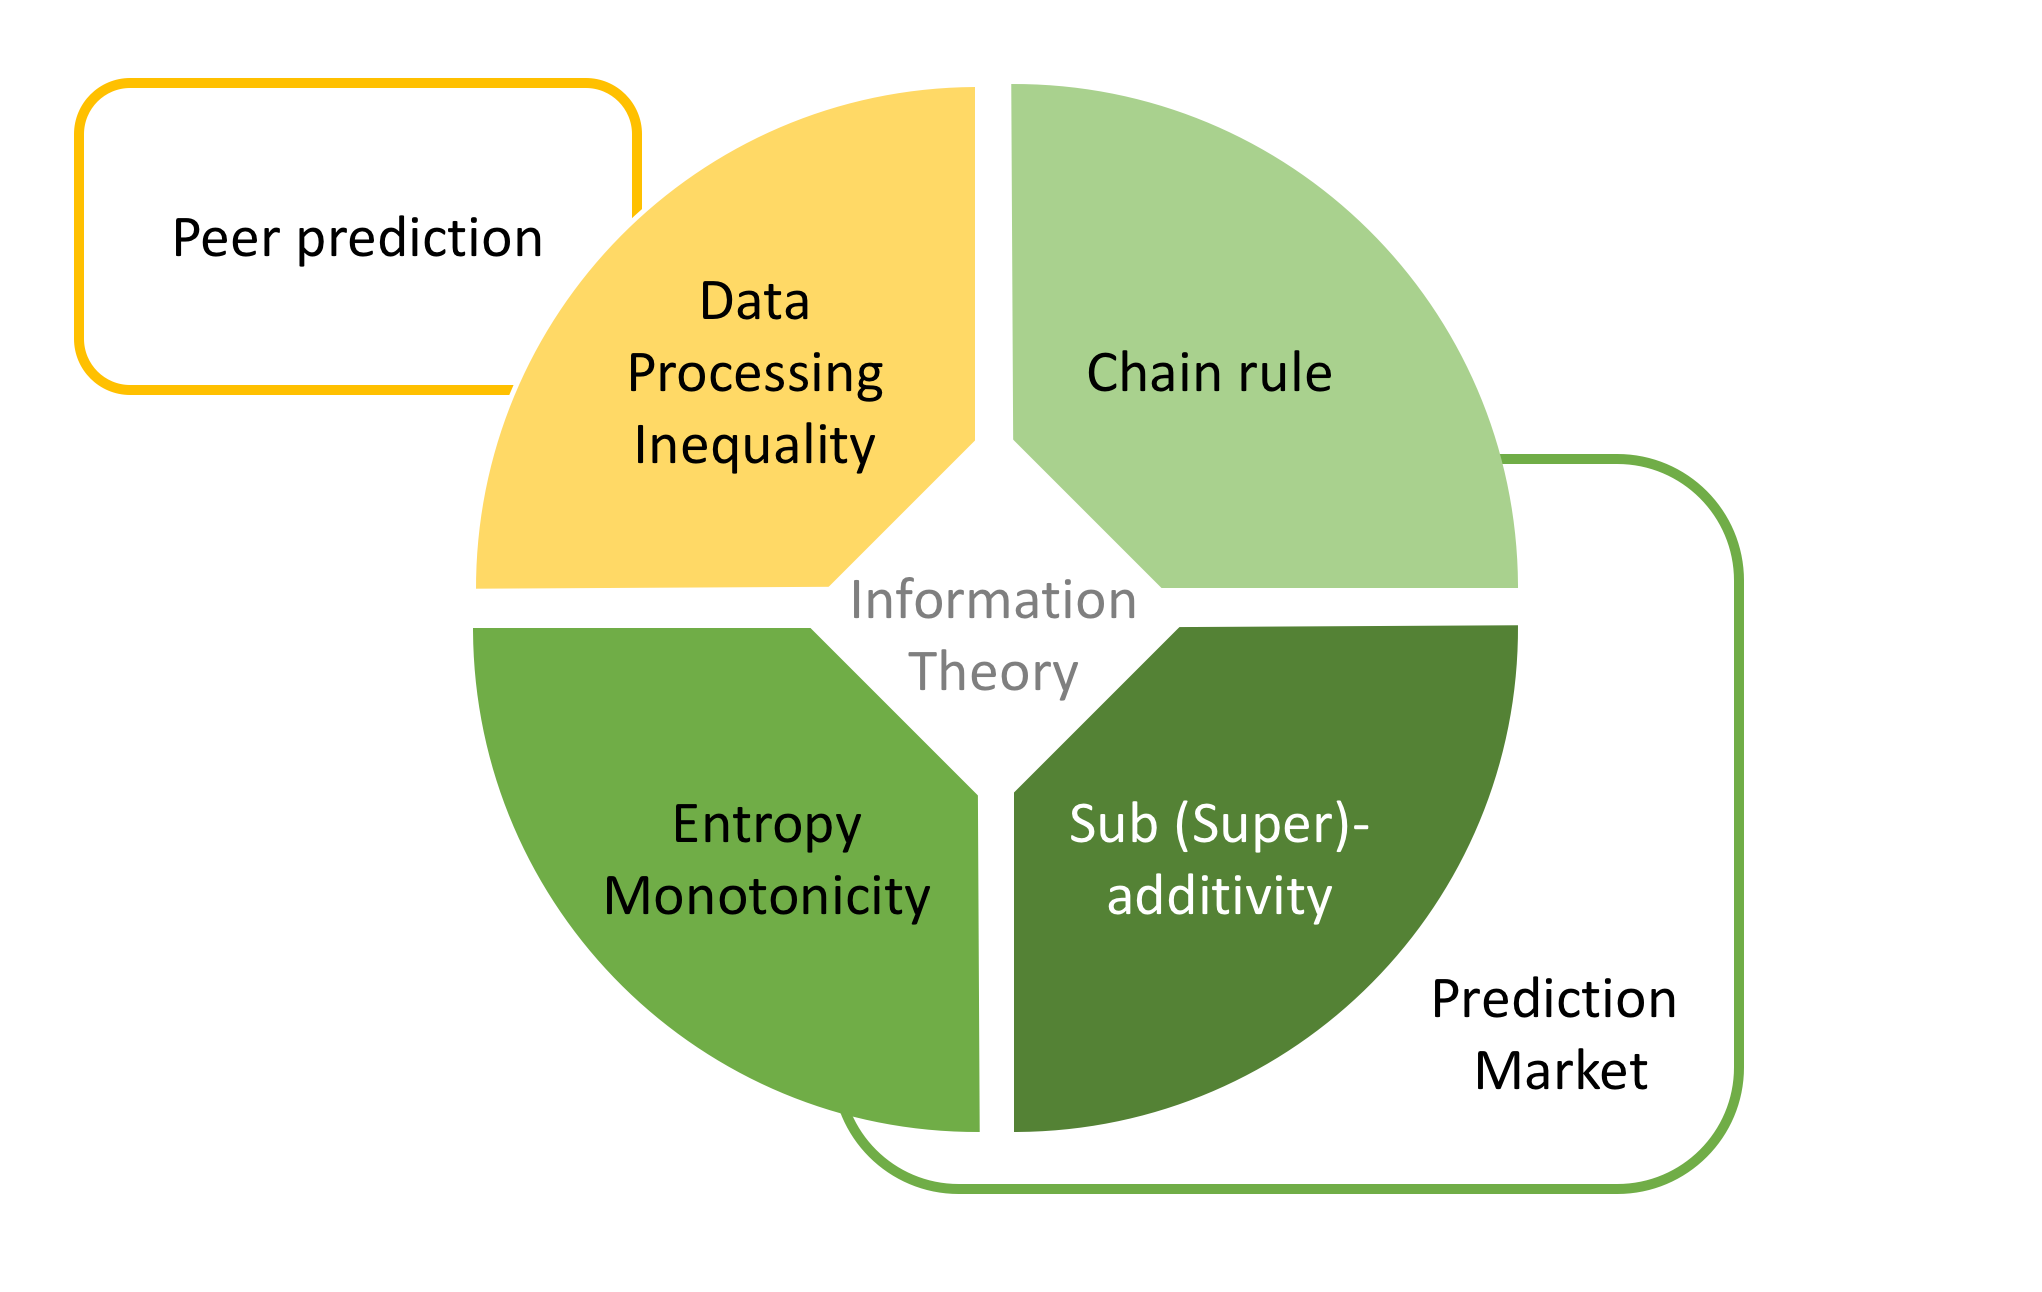 Peer prediction
Data
Processing
Inequality
Chain rule
Information
Theory
Entropy
Monotonicity
Sub (Super)-
additivity
Prediction
Market